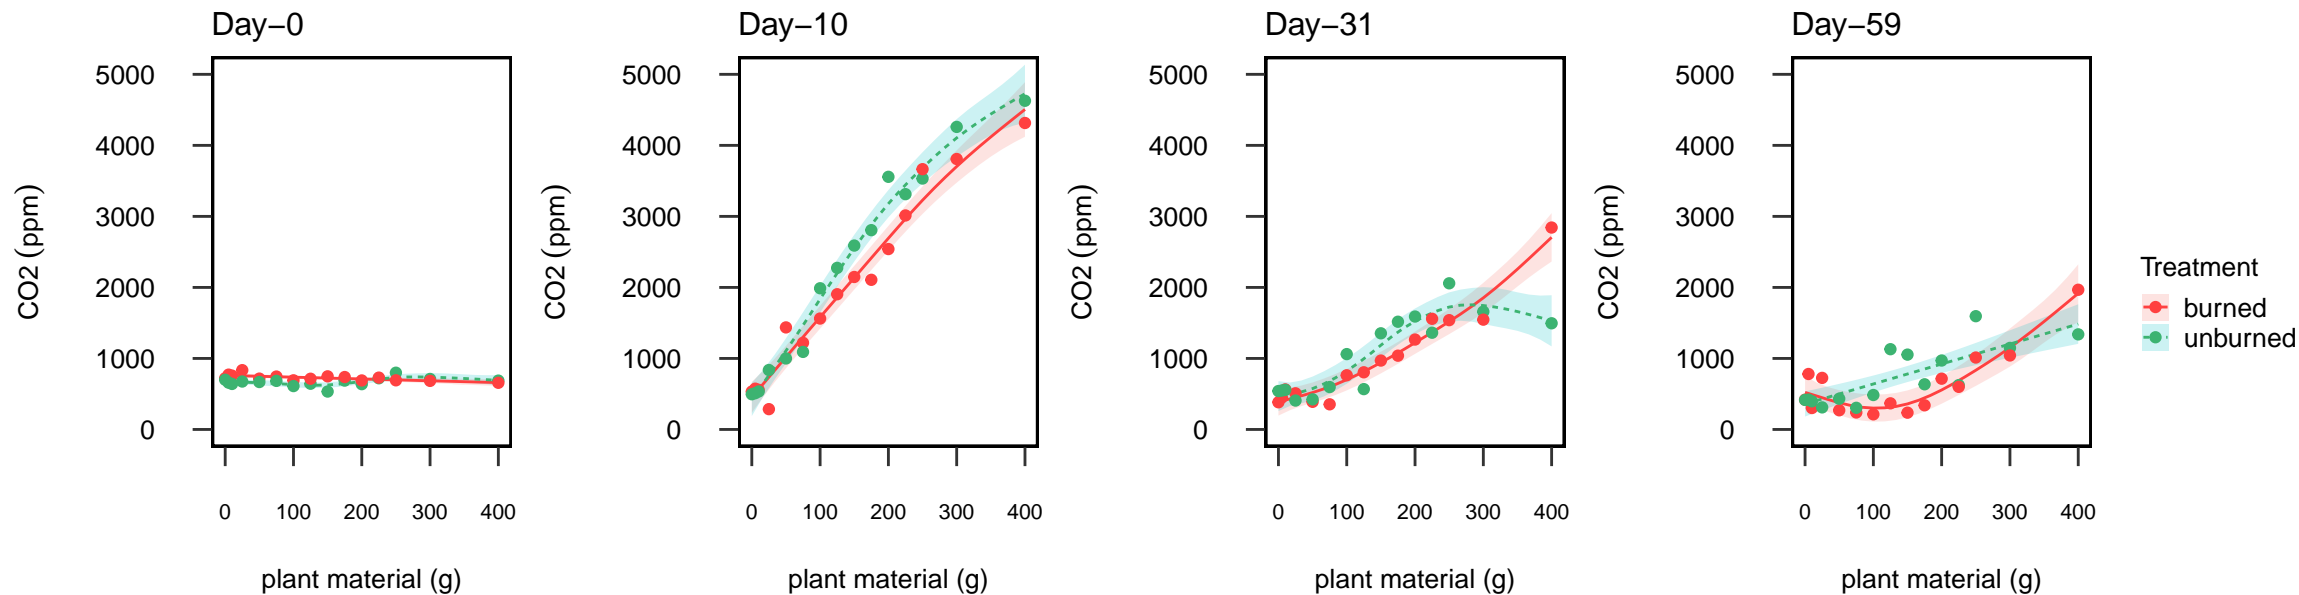 Day−0
5000
4000
3000
2000
1000
0
CO2 (ppm)
0 100 200 300 400
plant material (g)
Day−10
5000
4000
3000
2000
1000
0
CO2 (ppm)
0 100 200 300 400
plant material (g)
Day−31
5000
4000
3000
2000
1000
0
CO2 (ppm)
0 100 200 300 400
plant material (g)
Day−59
5000
4000
3000
2000
1000
0
CO2 (ppm)
0 100 200 300 400
plant material (g)
Treatment
burned
unburned